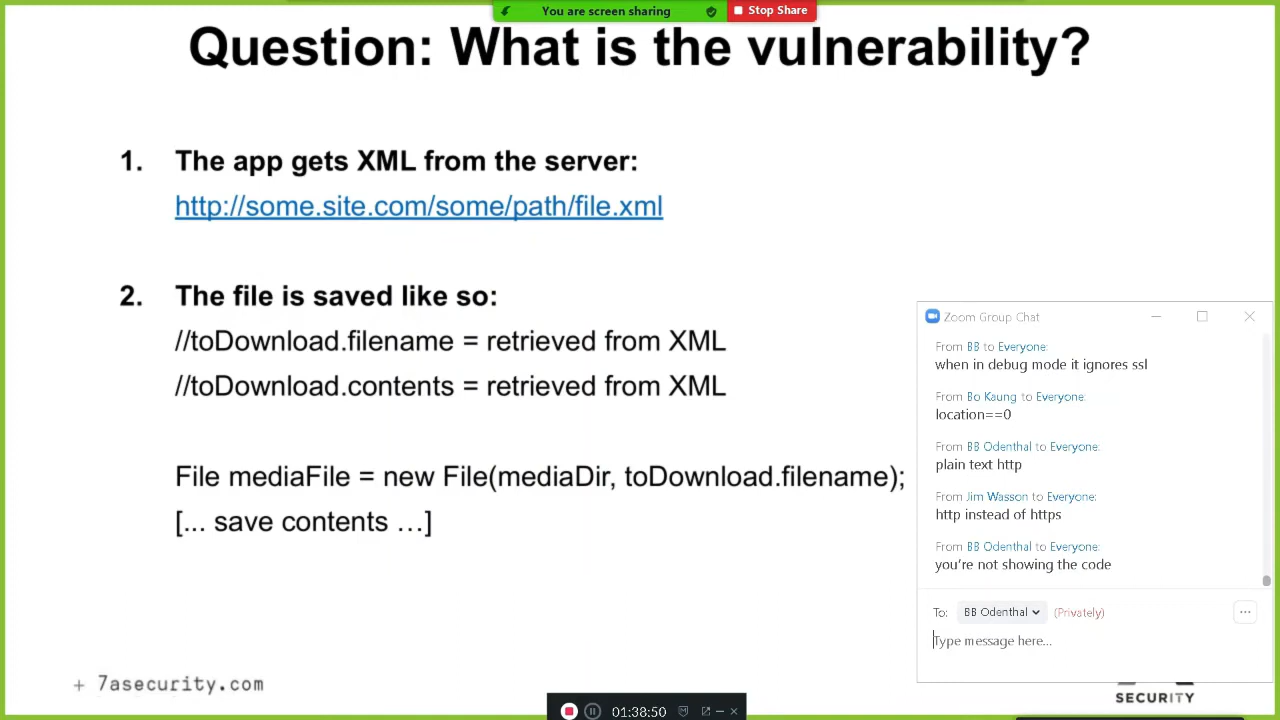 You are screen sharing
Stop Share
Question: What is the vulnerability?
1. The app gets XML from the server:
http://some.site.com/some/path/file.xml
2. The file is saved like so:
//toDownload.filename = retrieved from XML
//toDownload.contents = retrieved from XML
File mediaFile = new File(mediaDir, toDownload.filename);
[... save contents …]
Zoom Group Chat
From BB to Everyone:
when in debug mode it ignores ssl
From Bo Kaung to Everyone:
location==0
From BB Odenthal to Everyone:
plain text http
From Jim Wasson to Everyone:
http instead of https
From BB Odenthal to Everyone:
you're not showing the code
To: BB Odenthal (Privately)
Type message here...
+ 7asecurity.com
SECURITY
01:38:50